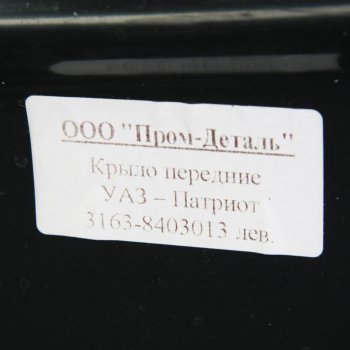 ООО "Пром-Деталь"
Крыло передние
УАЗ – Патриот
3163-8403013 лев.